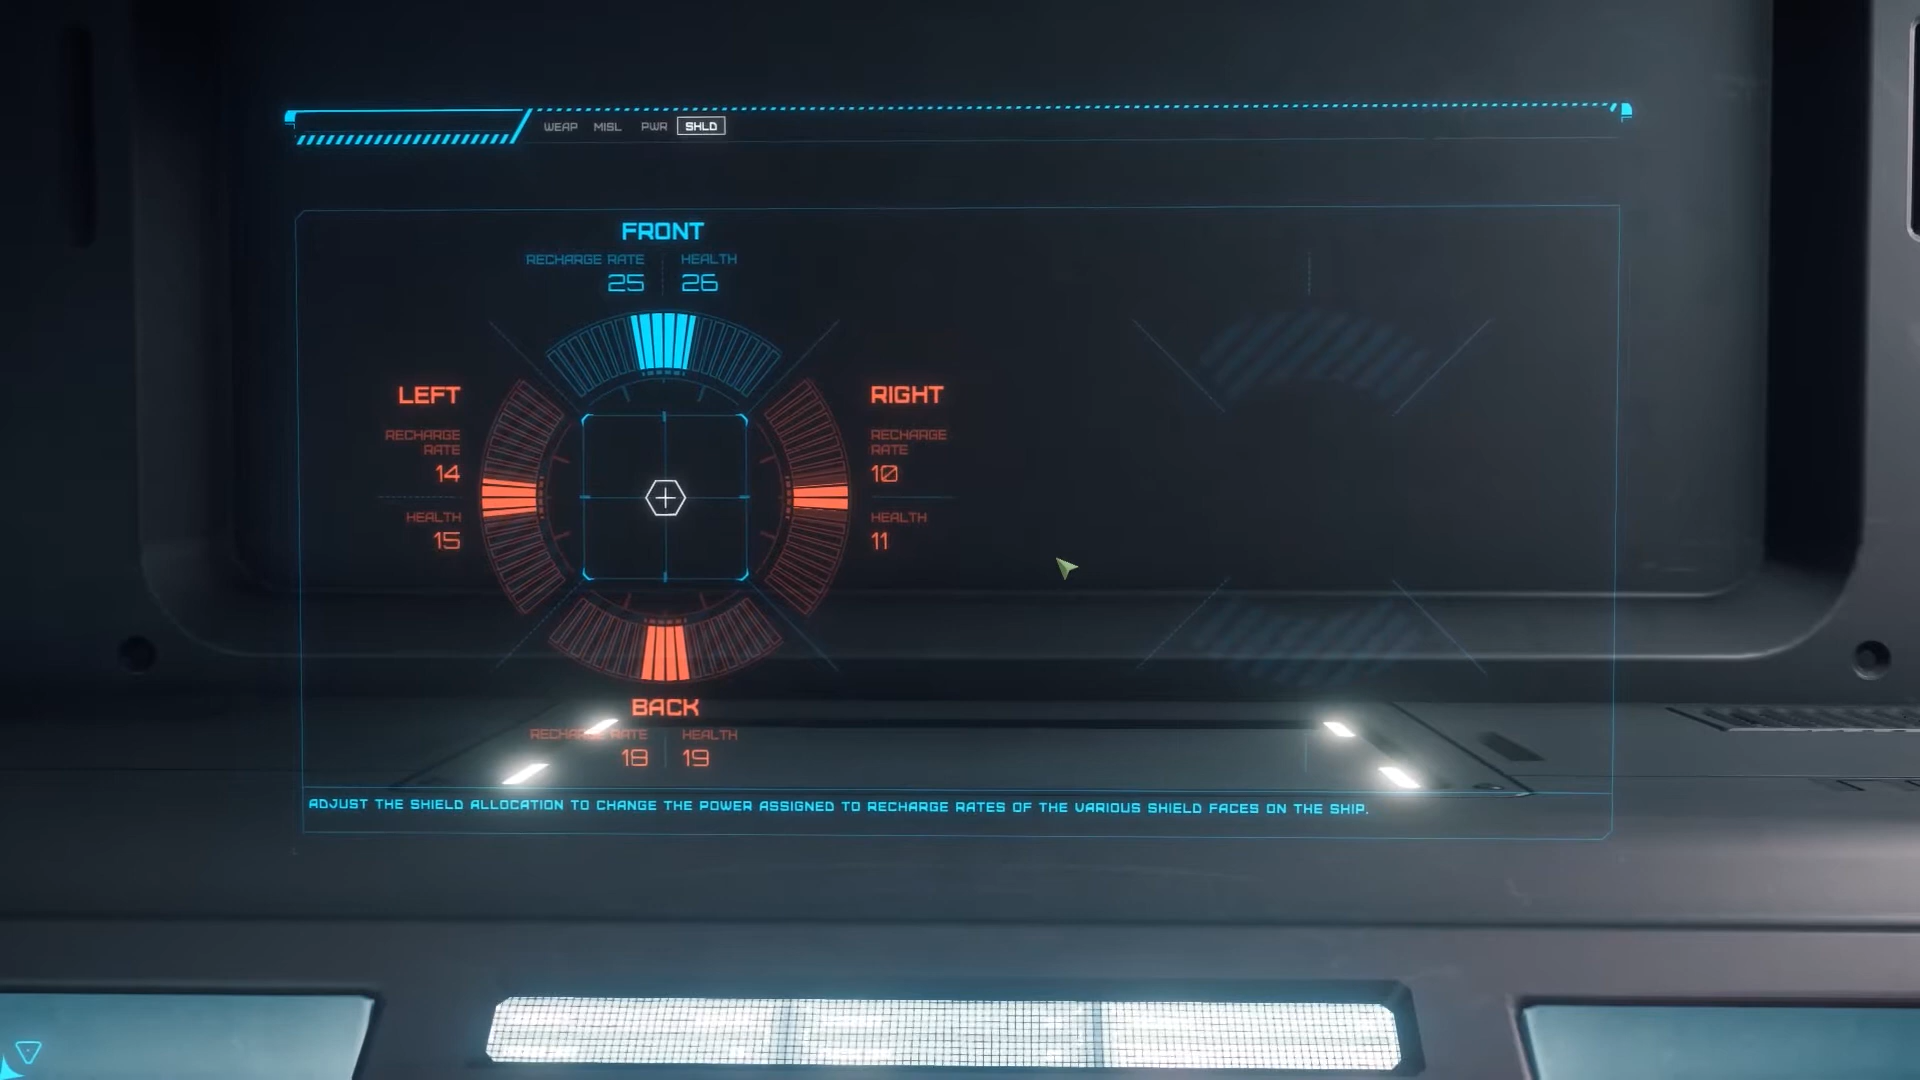 WEAP MISL PWR SHLD
FRONT
RECHARGE RATE HEALTH
25 26
LEFT
RECHARGE
RATE
14
HEALTH
15
RIGHT
RECHARGE
RATE
10
HEALTH
11
BACK
RECHARGE RATE HEALTH
18 19
ADJUST THE SHIELD ALLOCATION TO CHANGE THE POWER ASSIGNED TO RECHARGE RATES OF THE VARIOUS SHIELD FACES ON THE SHIP.